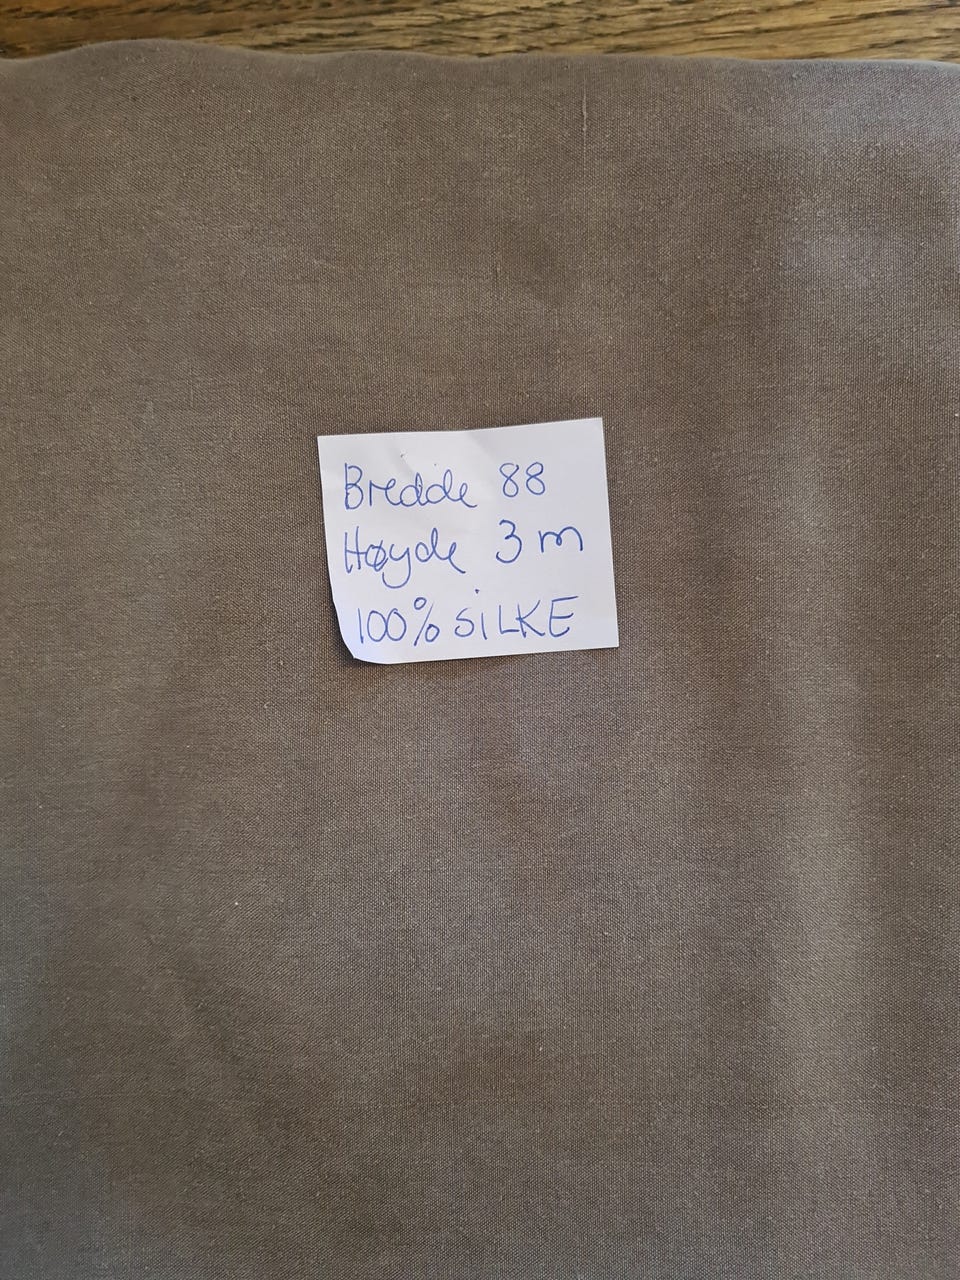 Bredde 88
Høyde 3 m
100% SiLKE